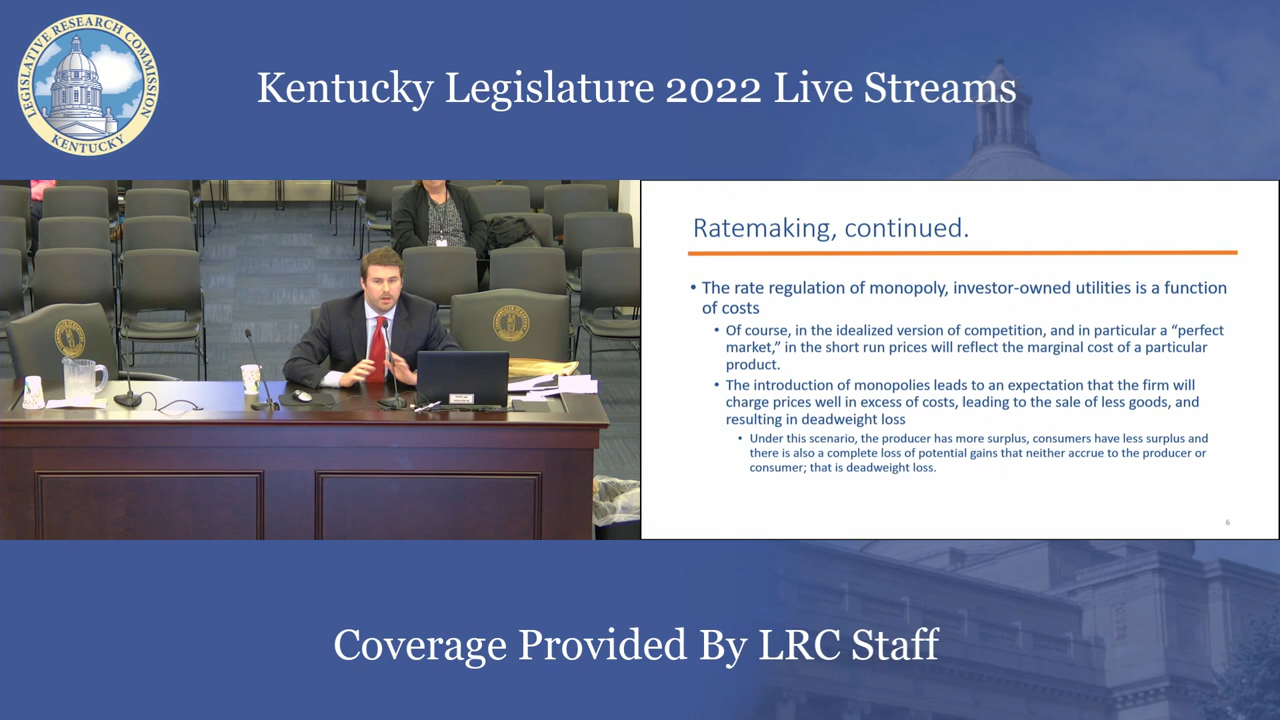 LEGISLATIVE RESEARCH COMMISSION
KENTUCKY
Kentucky Legislature 2022 Live Streams
Ratemaking, continued.
• The rate regulation of monopoly, investor-owned utilities is a function
of costs
• Of course, in the idealized version of competition, and in particular a “perfect
market,” in the short run prices will reflect the marginal cost of a particular
product.
• The introduction of monopolies leads to an expectation that the firm will
charge prices well in excess of costs, leading to the sale of less goods, and
resulting in deadweight loss
• Under this scenario, the producer has more surplus, consumers have less surplus and
there is also a complete loss of potential gains that neither accrue to the producer or
consumer; that is deadweight loss.
6
Coverage Provided By LRC Staff